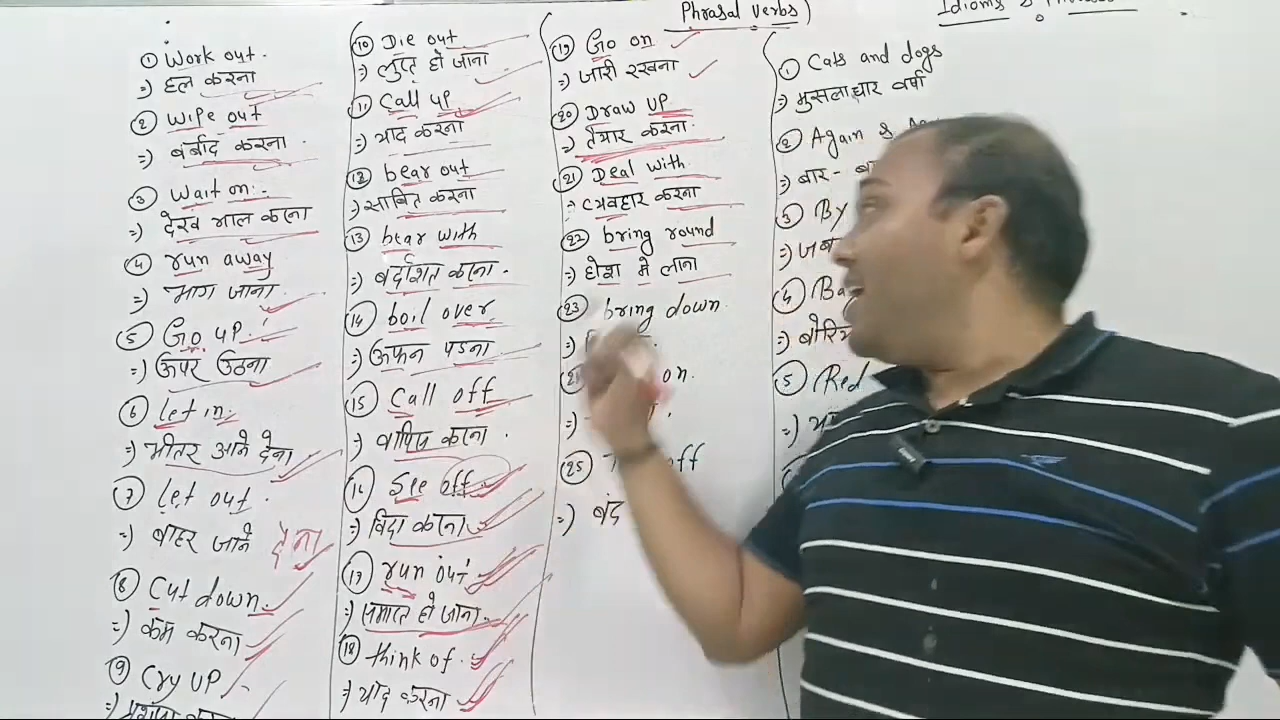 Phrasal Verbs)
Idioms &
① Work out.
=) हल करना
② Wipe out
=) बर्बाद करना
③ Wait on:-
=) देख भाल करना
④ run away
=) भाग जाना
⑤ Go up.
=) ऊपर उठना
⑥ Let in:
=) भीतर आने देना
⑦ Let out.
=) बाहर जाने देना
⑧ Cut down.
=) कम करना
⑨ Cry UP
⑩ Die out
=) लुप्त हो जाना
⑪ Call up
=) याद करना
⑫ bear out
=) साबित करना
⑬ bear with
=) बर्दाशत करना.
⑭ boil over
=) ऊफन पडना
⑮ Call off
=) वापिस करना.
⑯ See off
=) विदा करना
⑰ run out
=) समाप्त हो जाना.
⑱ think of.
=) याद करना
⑲ Go on
=) जारी रखना
⑳ Draw UP
=) तैयार करना.
㉑ Deal with.
=) व्यवहार करना
㉒ bring round
=) होश मे लाना
㉓ bring down.
=)
on.
=)
㉕ off
=) बंद
① Cats and dogs
=) मुसलाधार वर्षा
② Again &
=) बार-
③ By
=)
④
=)
⑤ Red
=)